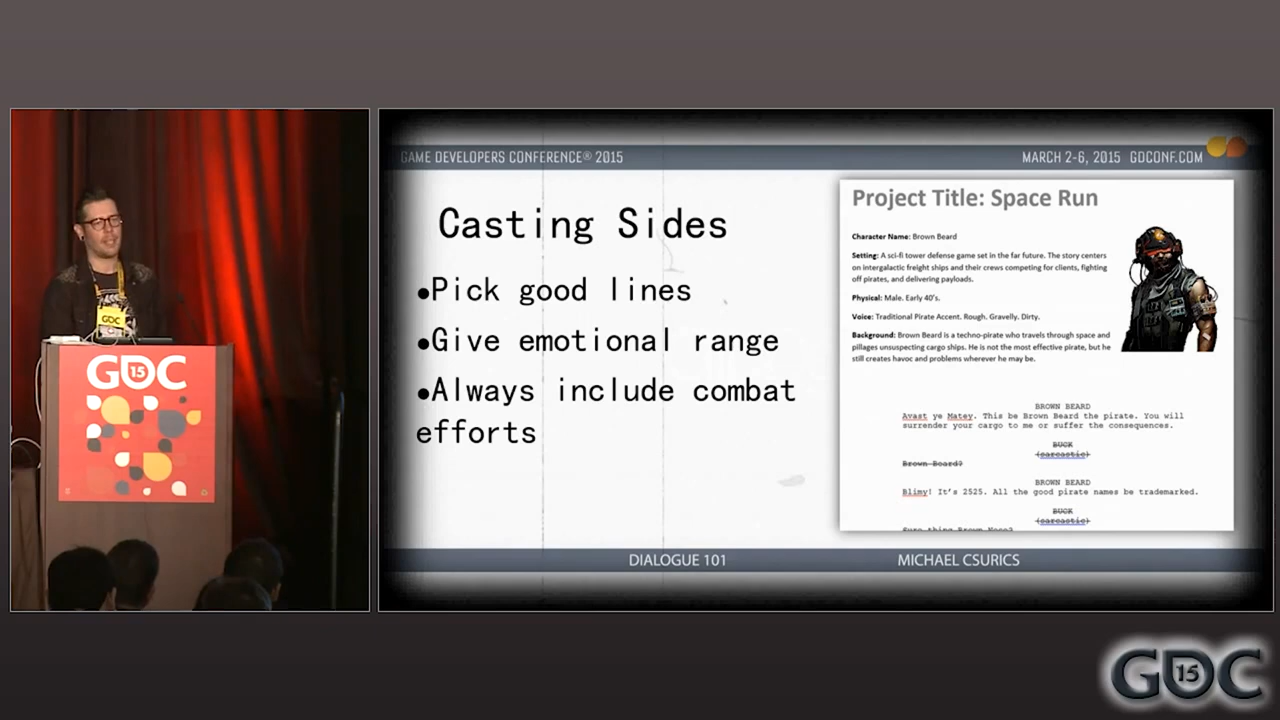 GAME DEVELOPERS CONFERENCE® 2015
MARCH 2-6, 2015 GDCONF.COM
Casting Sides
•Pick good lines
•Give emotional range
•Always include combat
efforts
Project Title: Space Run
Character Name: Brown Beard
Setting: A sci-fi tower defense game set in the far future. The story centers
on intergalactic freight ships and their crews competing for clients, fighting
off pirates, and delivering payloads.
Physical: Male. Early 40's.
Voice: Traditional Pirate Accent. Rough. Gravelly. Dirty.
Background: Brown Beard is a techno-pirate who travels through space and
pillages unsuspecting cargo ships. He is not the most effective pirate, but he
still creates havoc and problems wherever he may be.
BROWN BEARD
Avast ye Matey. This be Brown Beard the pirate. You will
surrender your cargo to me or suffer the consequences.
BUCK
(sarcastic)
Brown Beard?
BROWN BEARD
Blimy! It's 2525. All the good pirate names be trademarked.
BUCK
(sarcastic)
Sure thing Brown Nose?
DIALOGUE 101
MICHAEL CSURICS
GDC
GDC 15
GDC 15